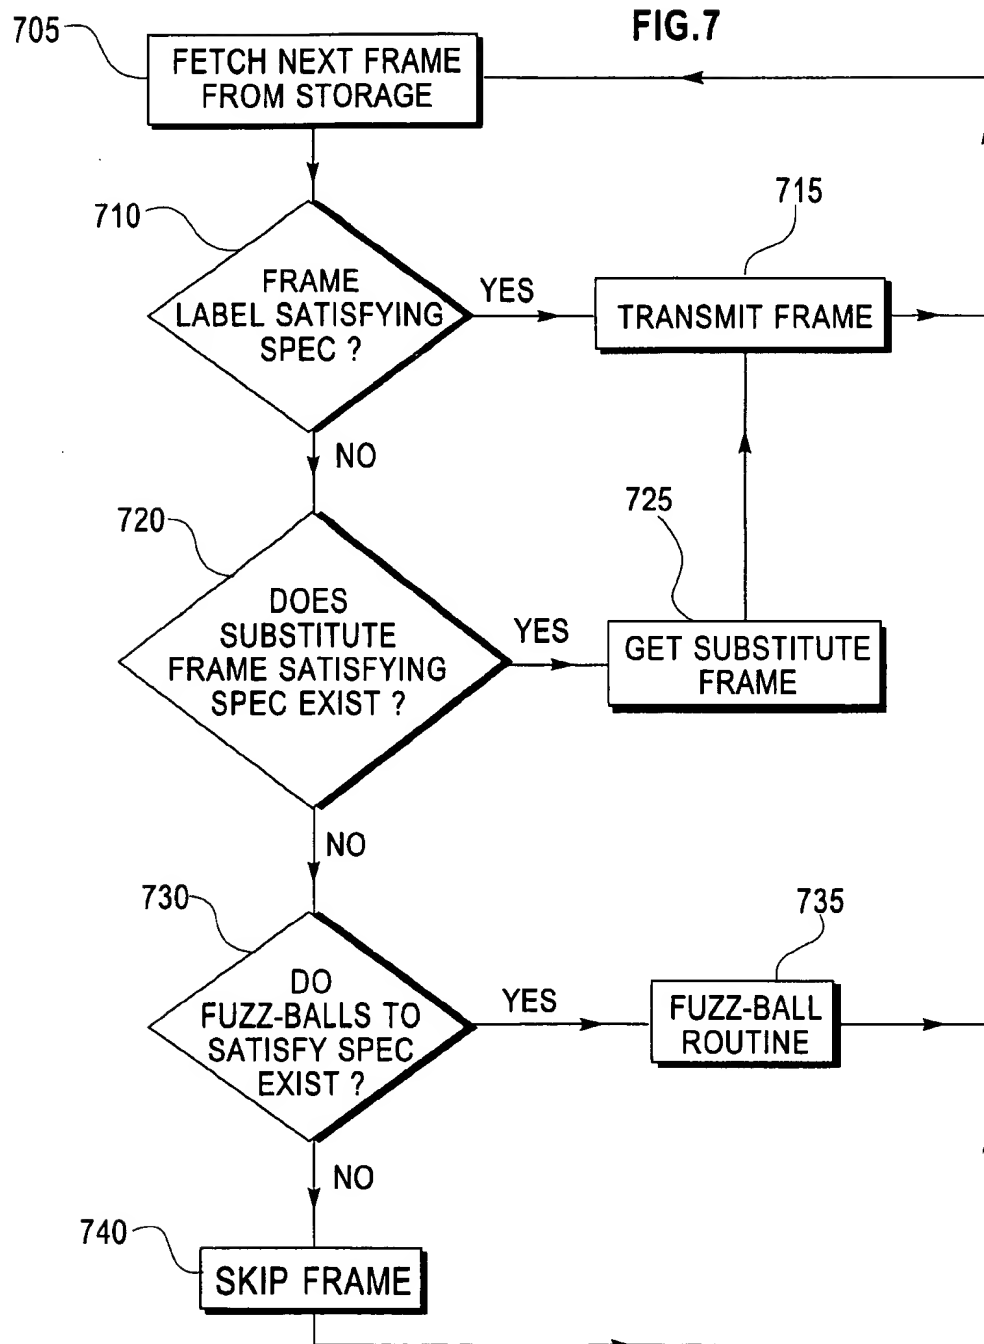 FIG.7
705
FETCH NEXT FRAME
FROM STORAGE
710
FRAME
LABEL SATISFYING
SPEC ?
YES
715
TRANSMIT FRAME
NO
720
DOES
SUBSTITUTE
FRAME SATISFYING
SPEC EXIST ?
YES
725
GET SUBSTITUTE
FRAME
NO
730
DO
FUZZ-BALLS TO
SATISFY SPEC
EXIST ?
YES
735
FUZZ-BALL
ROUTINE
NO
740
SKIP FRAME